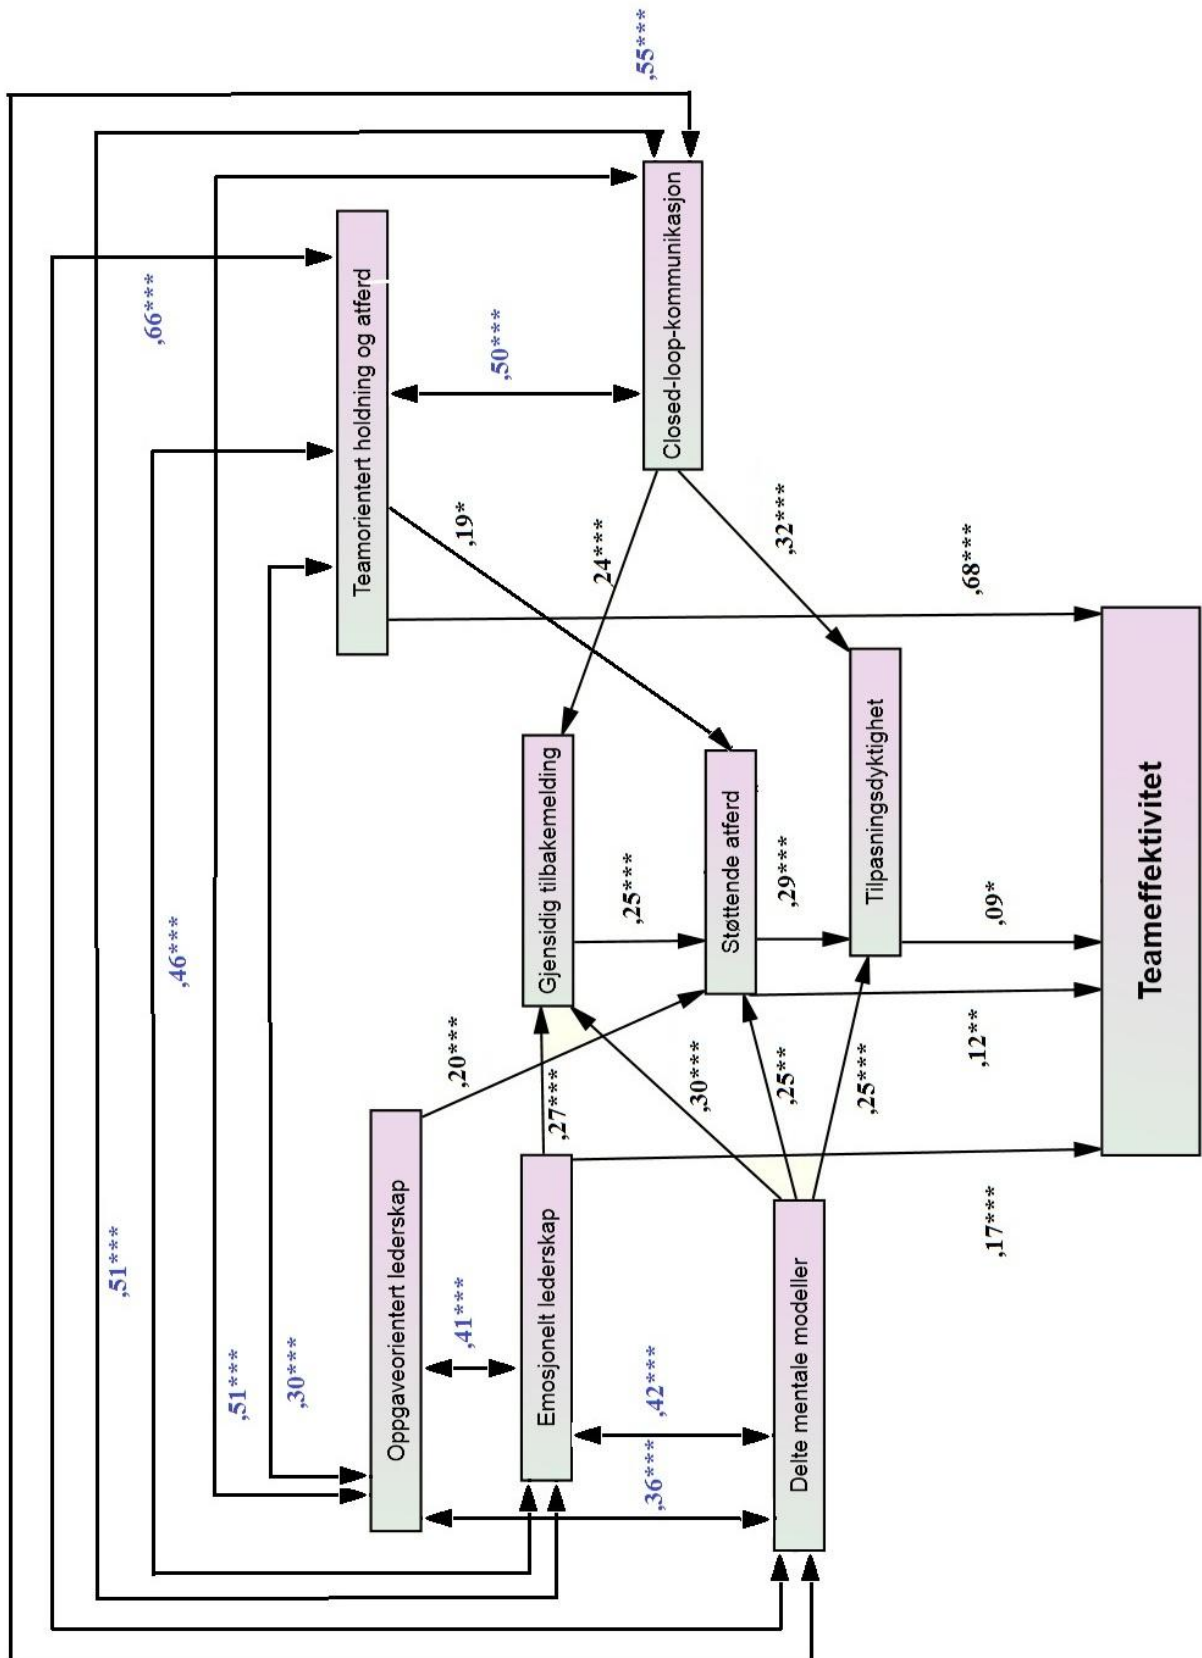 ,51***
,66***
,46***
,51***
,30***
Teamorientert holdning og atferd
Oppgaveorientert lederskap
,41***
,20***
,19*
,50***
Emosjonelt lederskap
Gjensidig tilbakemelding
,27***
24***
,25***
,36***
,42***
,55***
Closed-loop-kommunikasjon
,30***
Støttende atferd
,25**
,29***
,32***
Delte mentale modeller
,25***
Tilpasningsdyktighet
,12**
,09*
,68***
,17***
Teameffektivitet